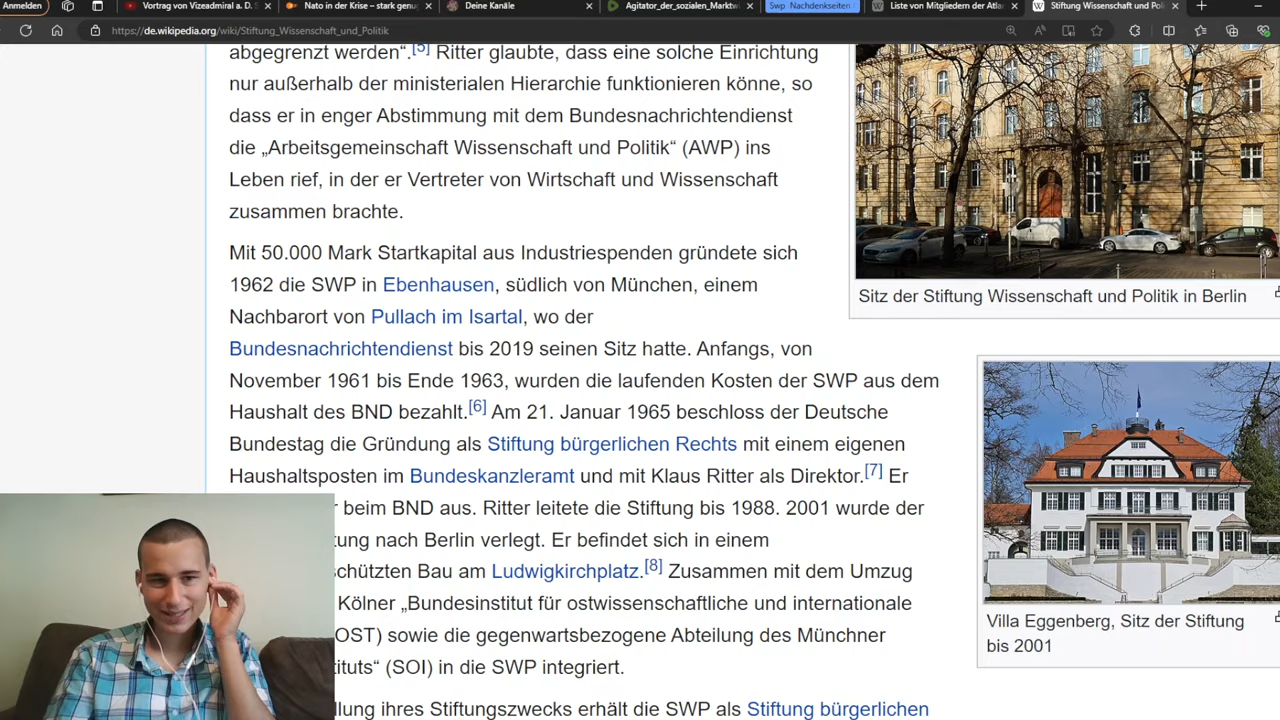 Anmelden
Vortrag von Vizeadmiral a. D. S
Nato in der Krise – stark genug
Deine Kanäle
Agitator_der_sozialen_Marktwi
Swp Nachdenkseiten
Liste von Mitgliedern der Atlan
Stiftung Wissenschaft und Poli
https://de.wikipedia.org/wiki/Stiftung_Wissenschaft_und_Politik
abgegrenzt werden“.[5] Ritter glaubte, dass eine solche Einrichtung
nur außerhalb der ministerialen Hierarchie funktionieren könne, so
dass er in enger Abstimmung mit dem Bundesnachrichtendienst
die „Arbeitsgemeinschaft Wissenschaft und Politik“ (AWP) ins
Leben rief, in der er Vertreter von Wirtschaft und Wissenschaft
zusammen brachte.
Mit 50.000 Mark Startkapital aus Industriespenden gründete sich
1962 die SWP in Ebenhausen, südlich von München, einem
Nachbarort von Pullach im Isartal, wo der
Bundesnachrichtendienst bis 2019 seinen Sitz hatte. Anfangs, von
November 1961 bis Ende 1963, wurden die laufenden Kosten der SWP aus dem
Haushalt des BND bezahlt.[6] Am 21. Januar 1965 beschloss der Deutsche
Bundestag die Gründung als Stiftung bürgerlichen Rechts mit einem eigenen
Haushaltsposten im Bundeskanzleramt und mit Klaus Ritter als Direktor.[7] Er
r beim BND aus. Ritter leitete die Stiftung bis 1988. 2001 wurde der
tung nach Berlin verlegt. Er befindet sich in einem
schützten Bau am Ludwigkirchplatz.[8] Zusammen mit dem Umzug
Kölner „Bundesinstitut für ostwissenschaftliche und internationale
OST) sowie die gegenwartsbezogene Abteilung des Münchner
tituts“ (SOI) in die SWP integriert.
llung ihres Stiftungszwecks erhält die SWP als Stiftung bürgerlichen
Sitz der Stiftung Wissenschaft und Politik in Berlin
Villa Eggenberg, Sitz der Stiftung
bis 2001